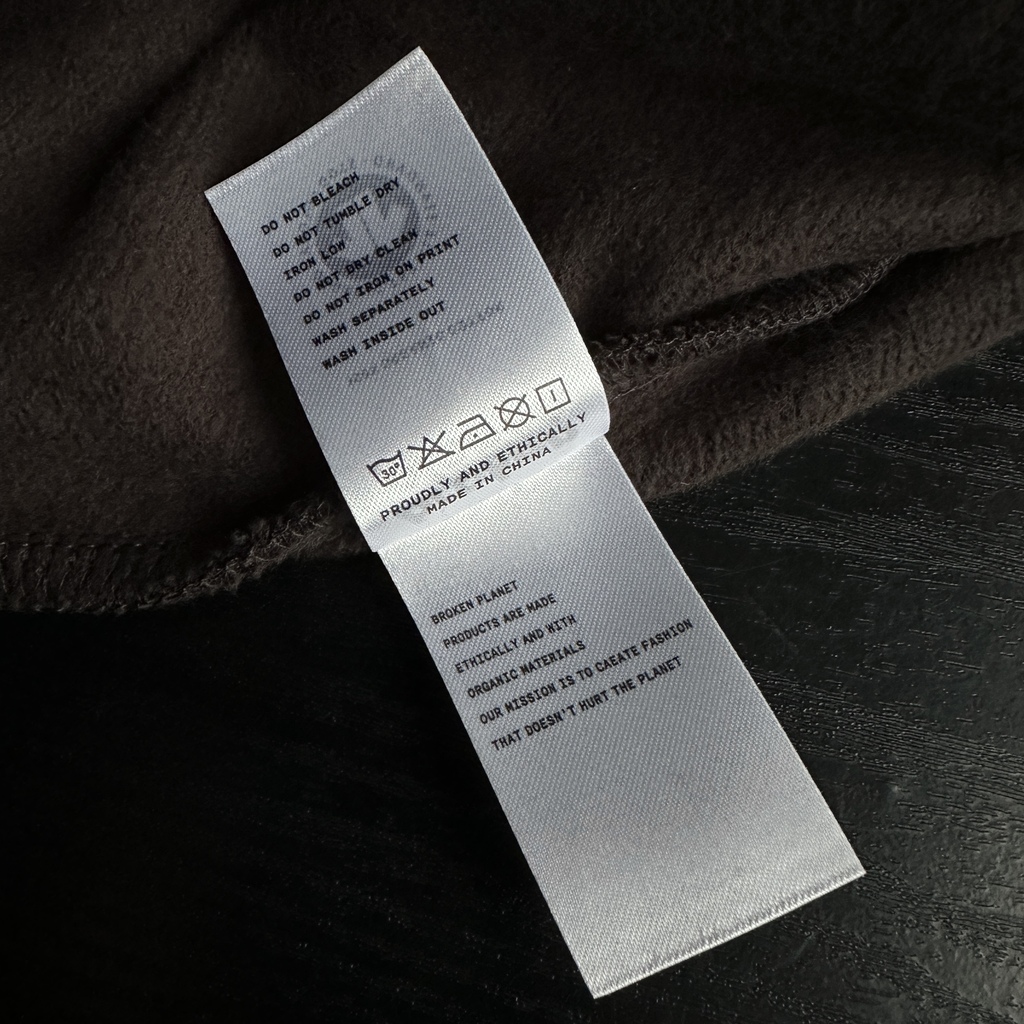 DO NOT BLEACH
DO NOT TUMBLE DRY
IRON LOW
DO NOT DRY CLEAN
DO NOT IRON ON PRINT
WASH SEPARATELY
WASH INSIDE OUT
30°
PROUDLY AND ETHICALLY
MADE IN CHINA
BROKEN PLANET
PRODUCTS ARE MADE
ETHICALLY AND WITH
ORGANIC MATERIALS
OUR MISSION IS TO CAEATE FASHION
THAT DOESN'T HURT THE PLANET